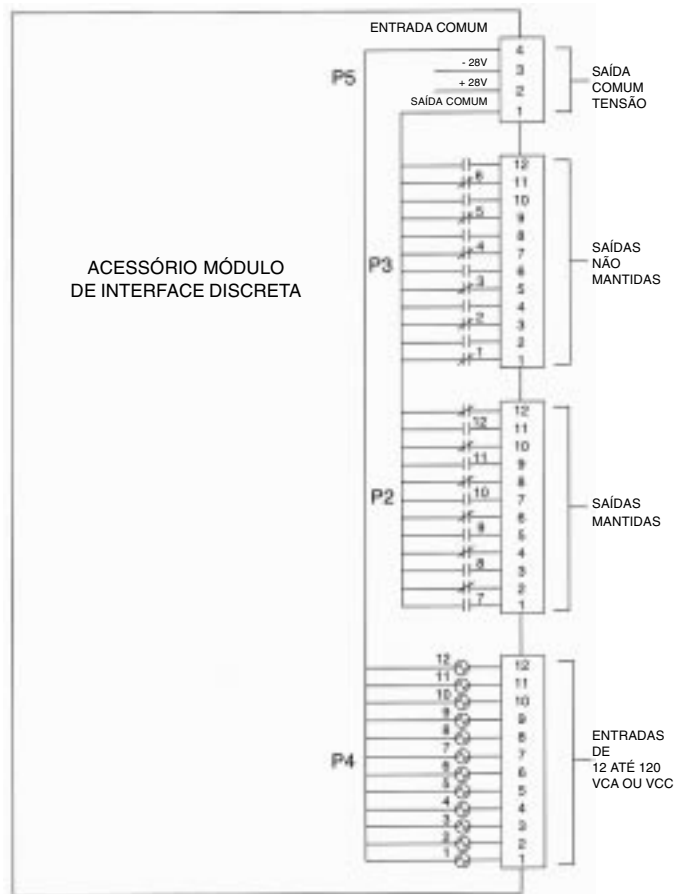 ENTRADA COMUM
4
P5
- 28V
3
+ 28V
2
SAÍDA COMUM
1
SAÍDA
COMUM
TENSÃO
ACESSÓRIO MÓDULO
DE INTERFACE DISCRETA
P3
12
6 11
10
5 9
8
4 7
6
3 5
4
2 3
2
1 1
SAÍDAS
NÃO
MANTIDAS
P2
12
12 11
10
11 9
8
10 7
6
9 5
4
8 3
2
7 1
SAÍDAS
MANTIDAS
P4
12 12
11 11
10 10
9 9
8 8
7 7
6 6
5 5
4 4
3 3
2 2
1 1
ENTRADAS
DE
12 ATÉ 120
VCA OU VCC